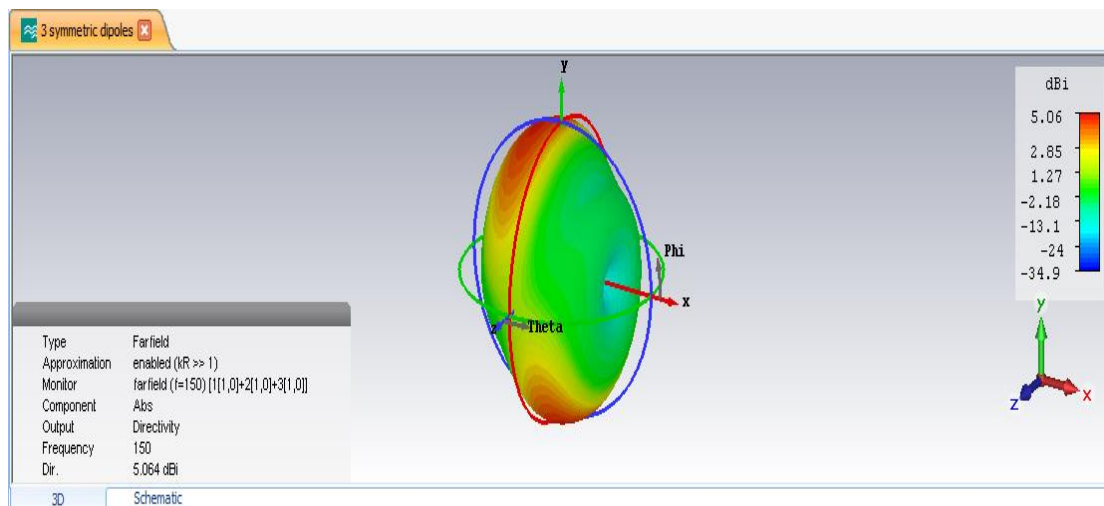 3 symmetric dipoles
y
dBi
5.06
2.85
1.27
-2.18
-13.1
-24
-34.9
Phi
x
z
Theta
y
x
z
Type Farfield
Approximation enabled (kR >> 1)
Monitor farfield (f=150) [1[1,0]+2[1,0]+3[1,0]]
Component Abs
Output Directivity
Frequency 150
Dir. 5.064 dBi
3D Schematic